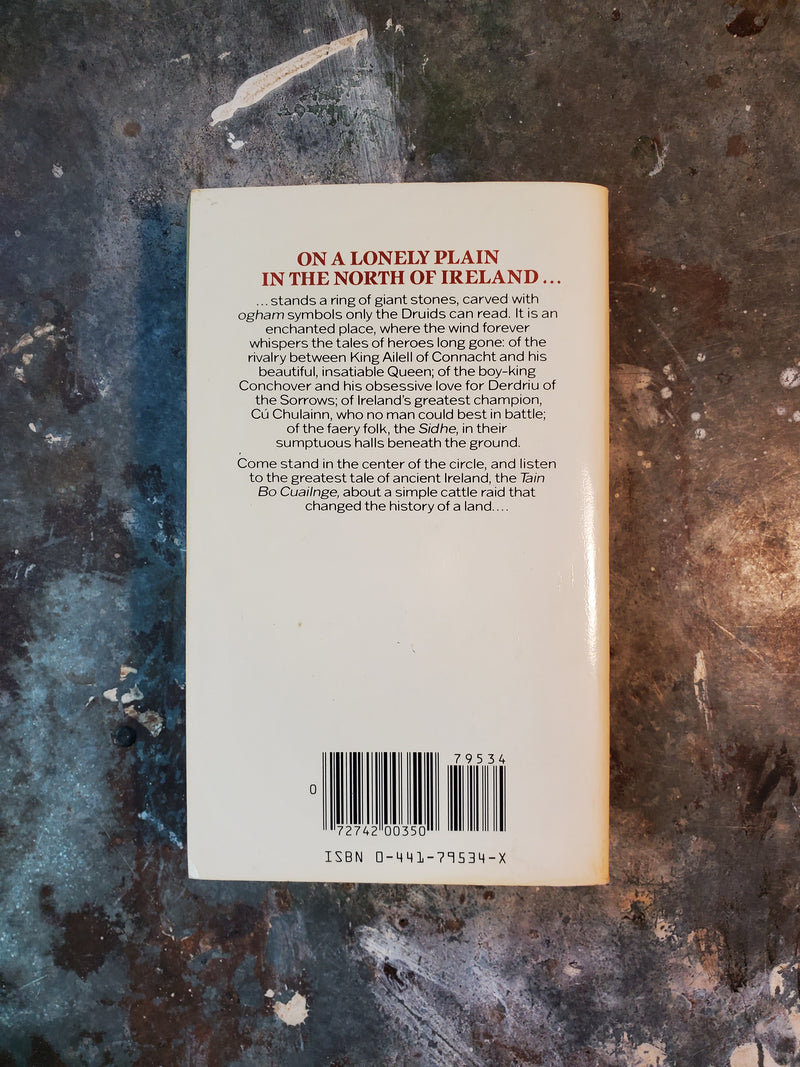 ON A LONELY PLAIN
IN THE NORTH OF IRELAND...
...stands a ring of giant stones, carved with
ogham symbols only the Druids can read. It is an
enchanted place, where the wind forever
whispers the tales of heroes long gone: of the
rivalry between King Ailell of Connacht and his
beautiful, insatiable Queen; of the boy-king
Conchover and his obsessive love for Derdriu of
the Sorrows; of Ireland's greatest champion,
Cú Chulainn, who no man could best in battle;
of the faery folk, the Sidhe, in their
sumptuous halls beneath the ground.
Come stand in the center of the circle, and listen
to the greatest tale of ancient Ireland, the Tain
Bo Cuailnge, about a simple cattle raid that
changed the history of a land....
79534
0
72742 00350
ISBN 0-441-79534-X